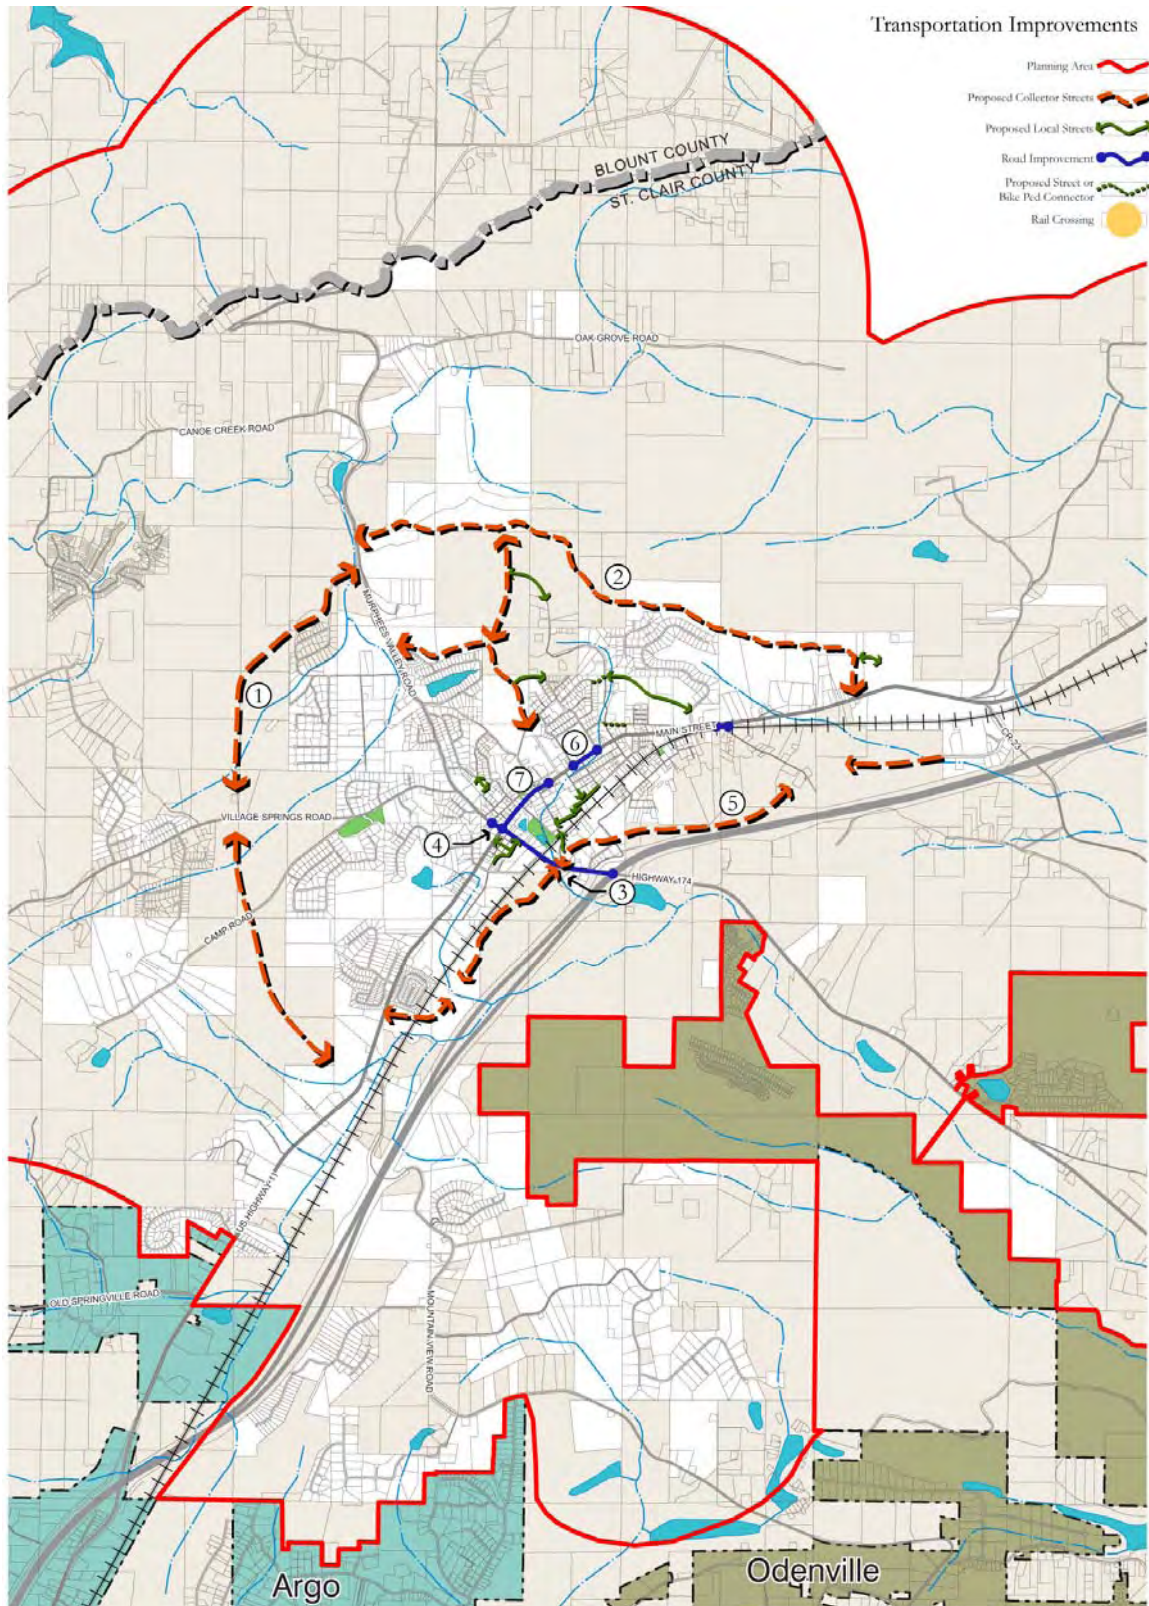 Transportation Improvements
Planning Area
Proposed Collector Streets
Proposed Local Streets
Road Improvement
Proposed Street or
Bike Ped Connector
Rail Crossing
BLOUNT COUNTY
ST. CLAIR COUNTY
OAK GROVE ROAD
CANOE CREEK ROAD
2
MURPHEES VALLEY ROAD
1
MAIN STREET
CR-23
6
7
5
VILLAGE SPRINGS ROAD
4
3
HIGHWAY 174
CAMP ROAD
US HIGHWAY 11
OLD SPRINGVILLE ROAD
MOUNTAIN VIEW ROAD
Argo
Odenville